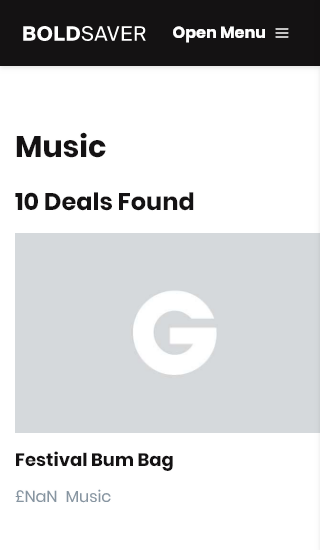 BOLDSAVER Open Menu
Music
10 Deals Found
G
Festival Bum Bag
£NaN Music